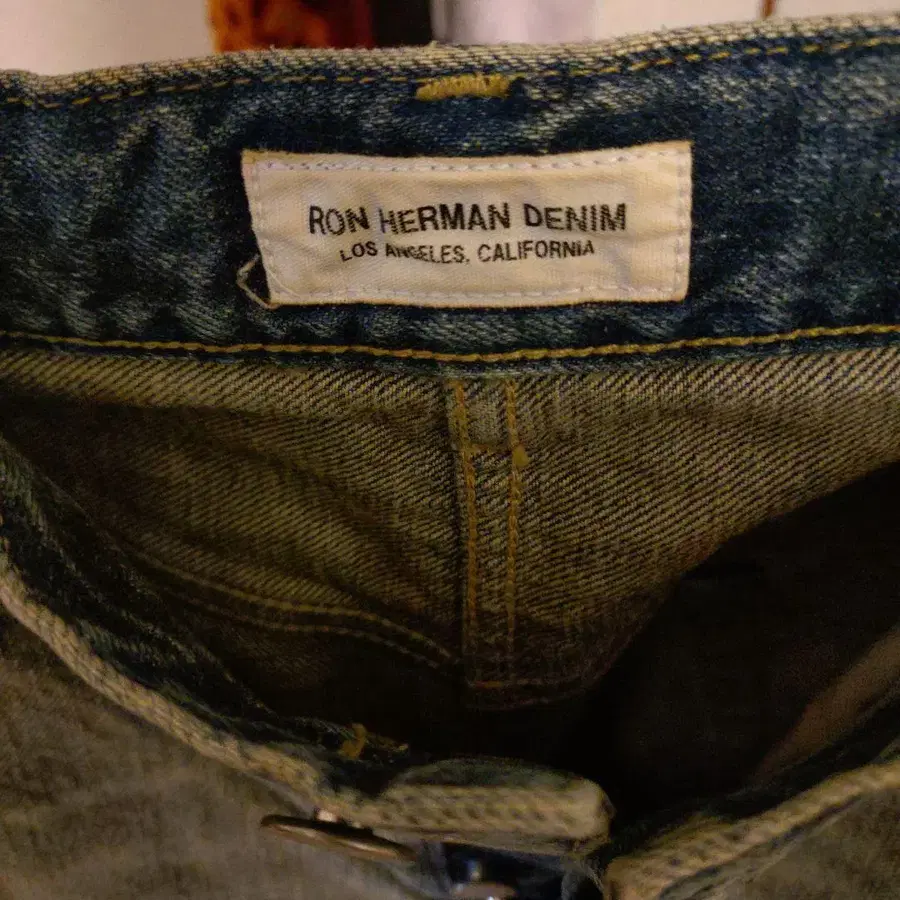 RON HERMAN DENIM
LOS ANGELES, CALIFORNIA